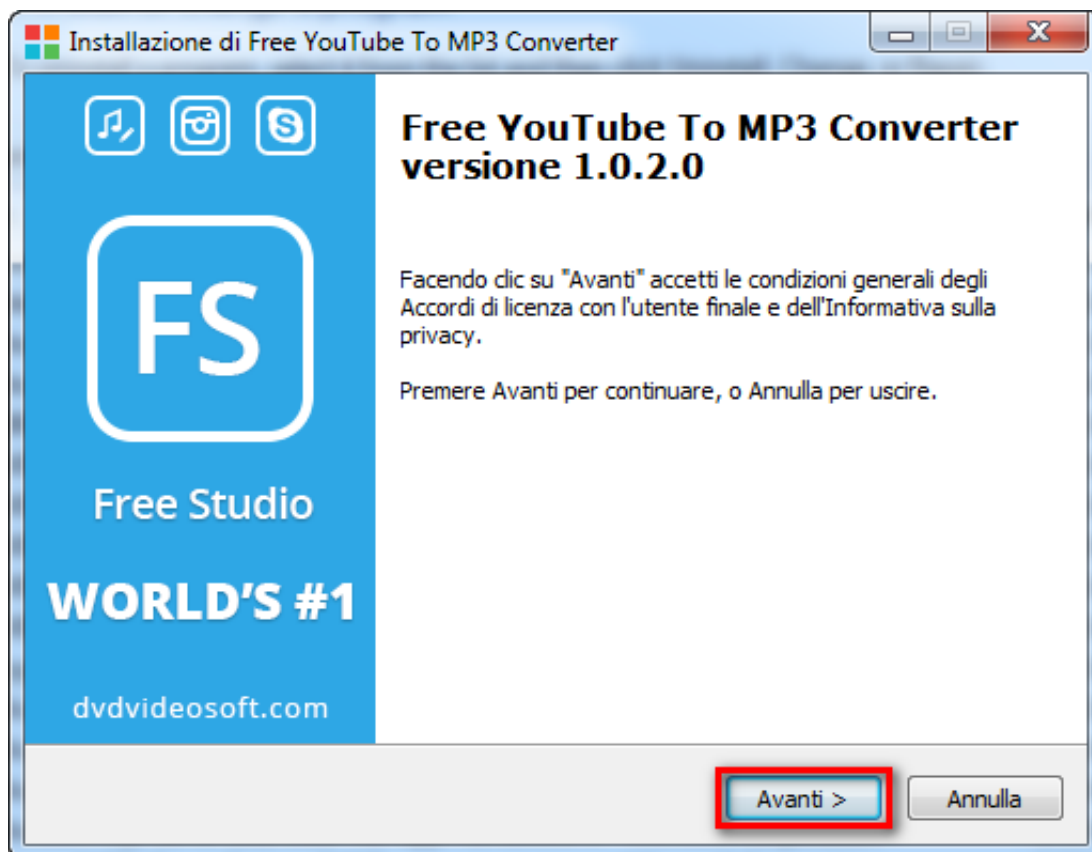 Installazione di Free YouTube To MP3 Converter
Free YouTube To MP3 Converter
versione 1.0.2.0
Facendo clic su "Avanti" accetti le condizioni generali degli
Accordi di licenza con l'utente finale e dell'Informativa sulla
privacy.
Premere Avanti per continuare, o Annulla per uscire.
FS
Free Studio
WORLD'S #1
dvdvideosoft.com
Avanti >
Annulla